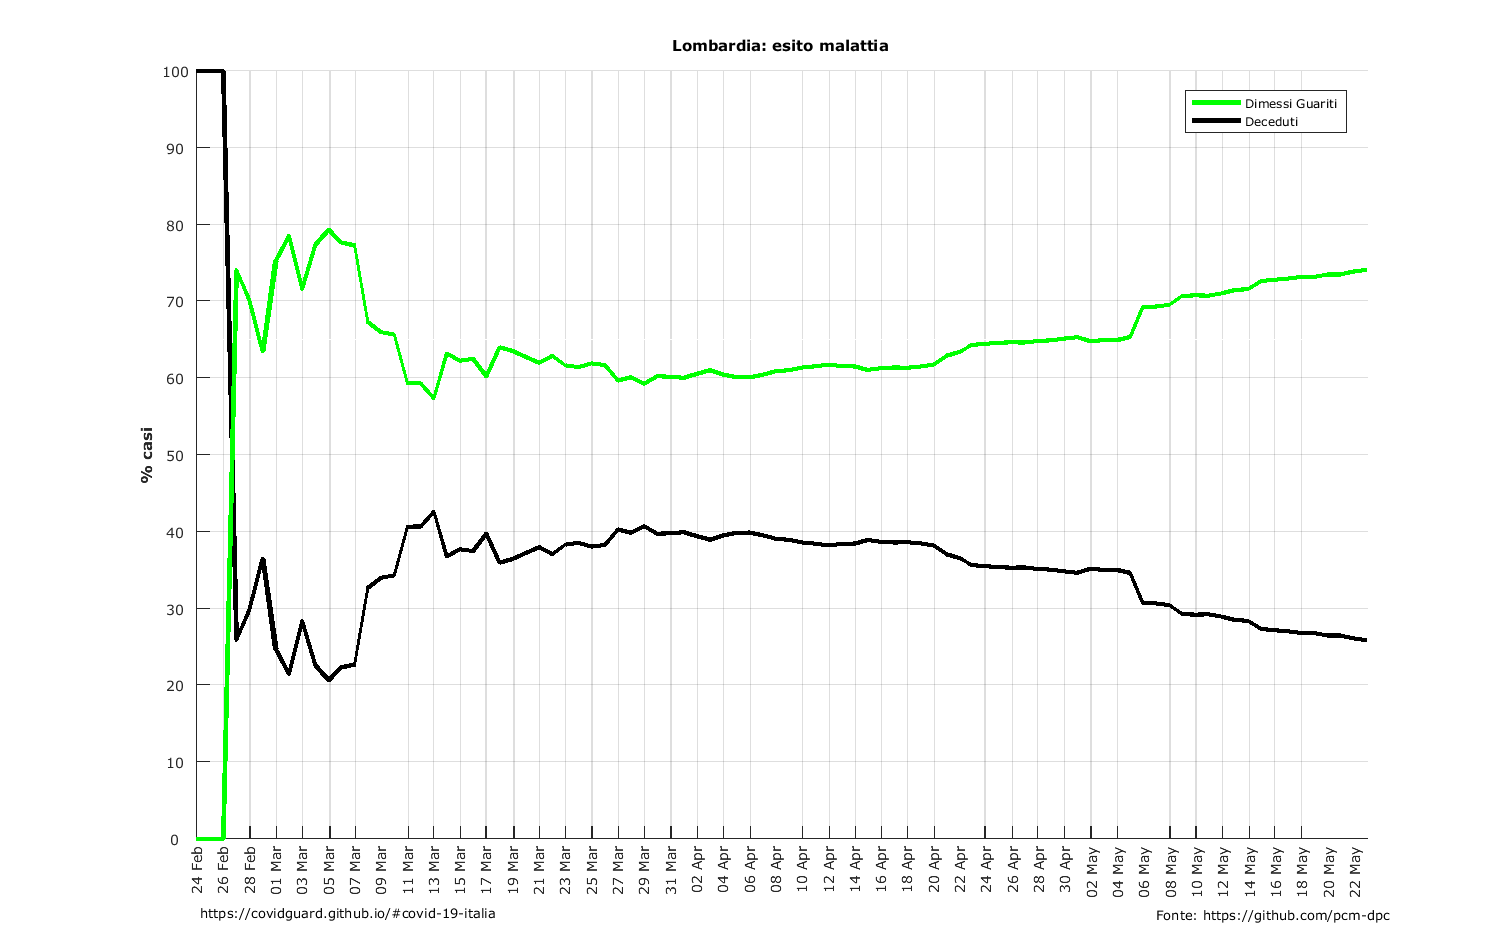 Lombardia: esito malattia
Dimessi Guariti
Deceduti
% casi
100
90
80
70
60
50
40
30
20
10
0
24 Feb
26 Feb
28 Feb
01 Mar
03 Mar
05 Mar
07 Mar
09 Mar
11 Mar
13 Mar
15 Mar
17 Mar
19 Mar
21 Mar
23 Mar
25 Mar
27 Mar
29 Mar
31 Mar
02 Apr
04 Apr
06 Apr
08 Apr
10 Apr
12 Apr
14 Apr
16 Apr
18 Apr
20 Apr
22 Apr
24 Apr
26 Apr
28 Apr
30 Apr
02 May
04 May
06 May
08 May
10 May
12 May
14 May
16 May
18 May
20 May
22 May
https://covidguard.github.io/#covid-19-italia
Fonte: https://github.com/pcm-dpc